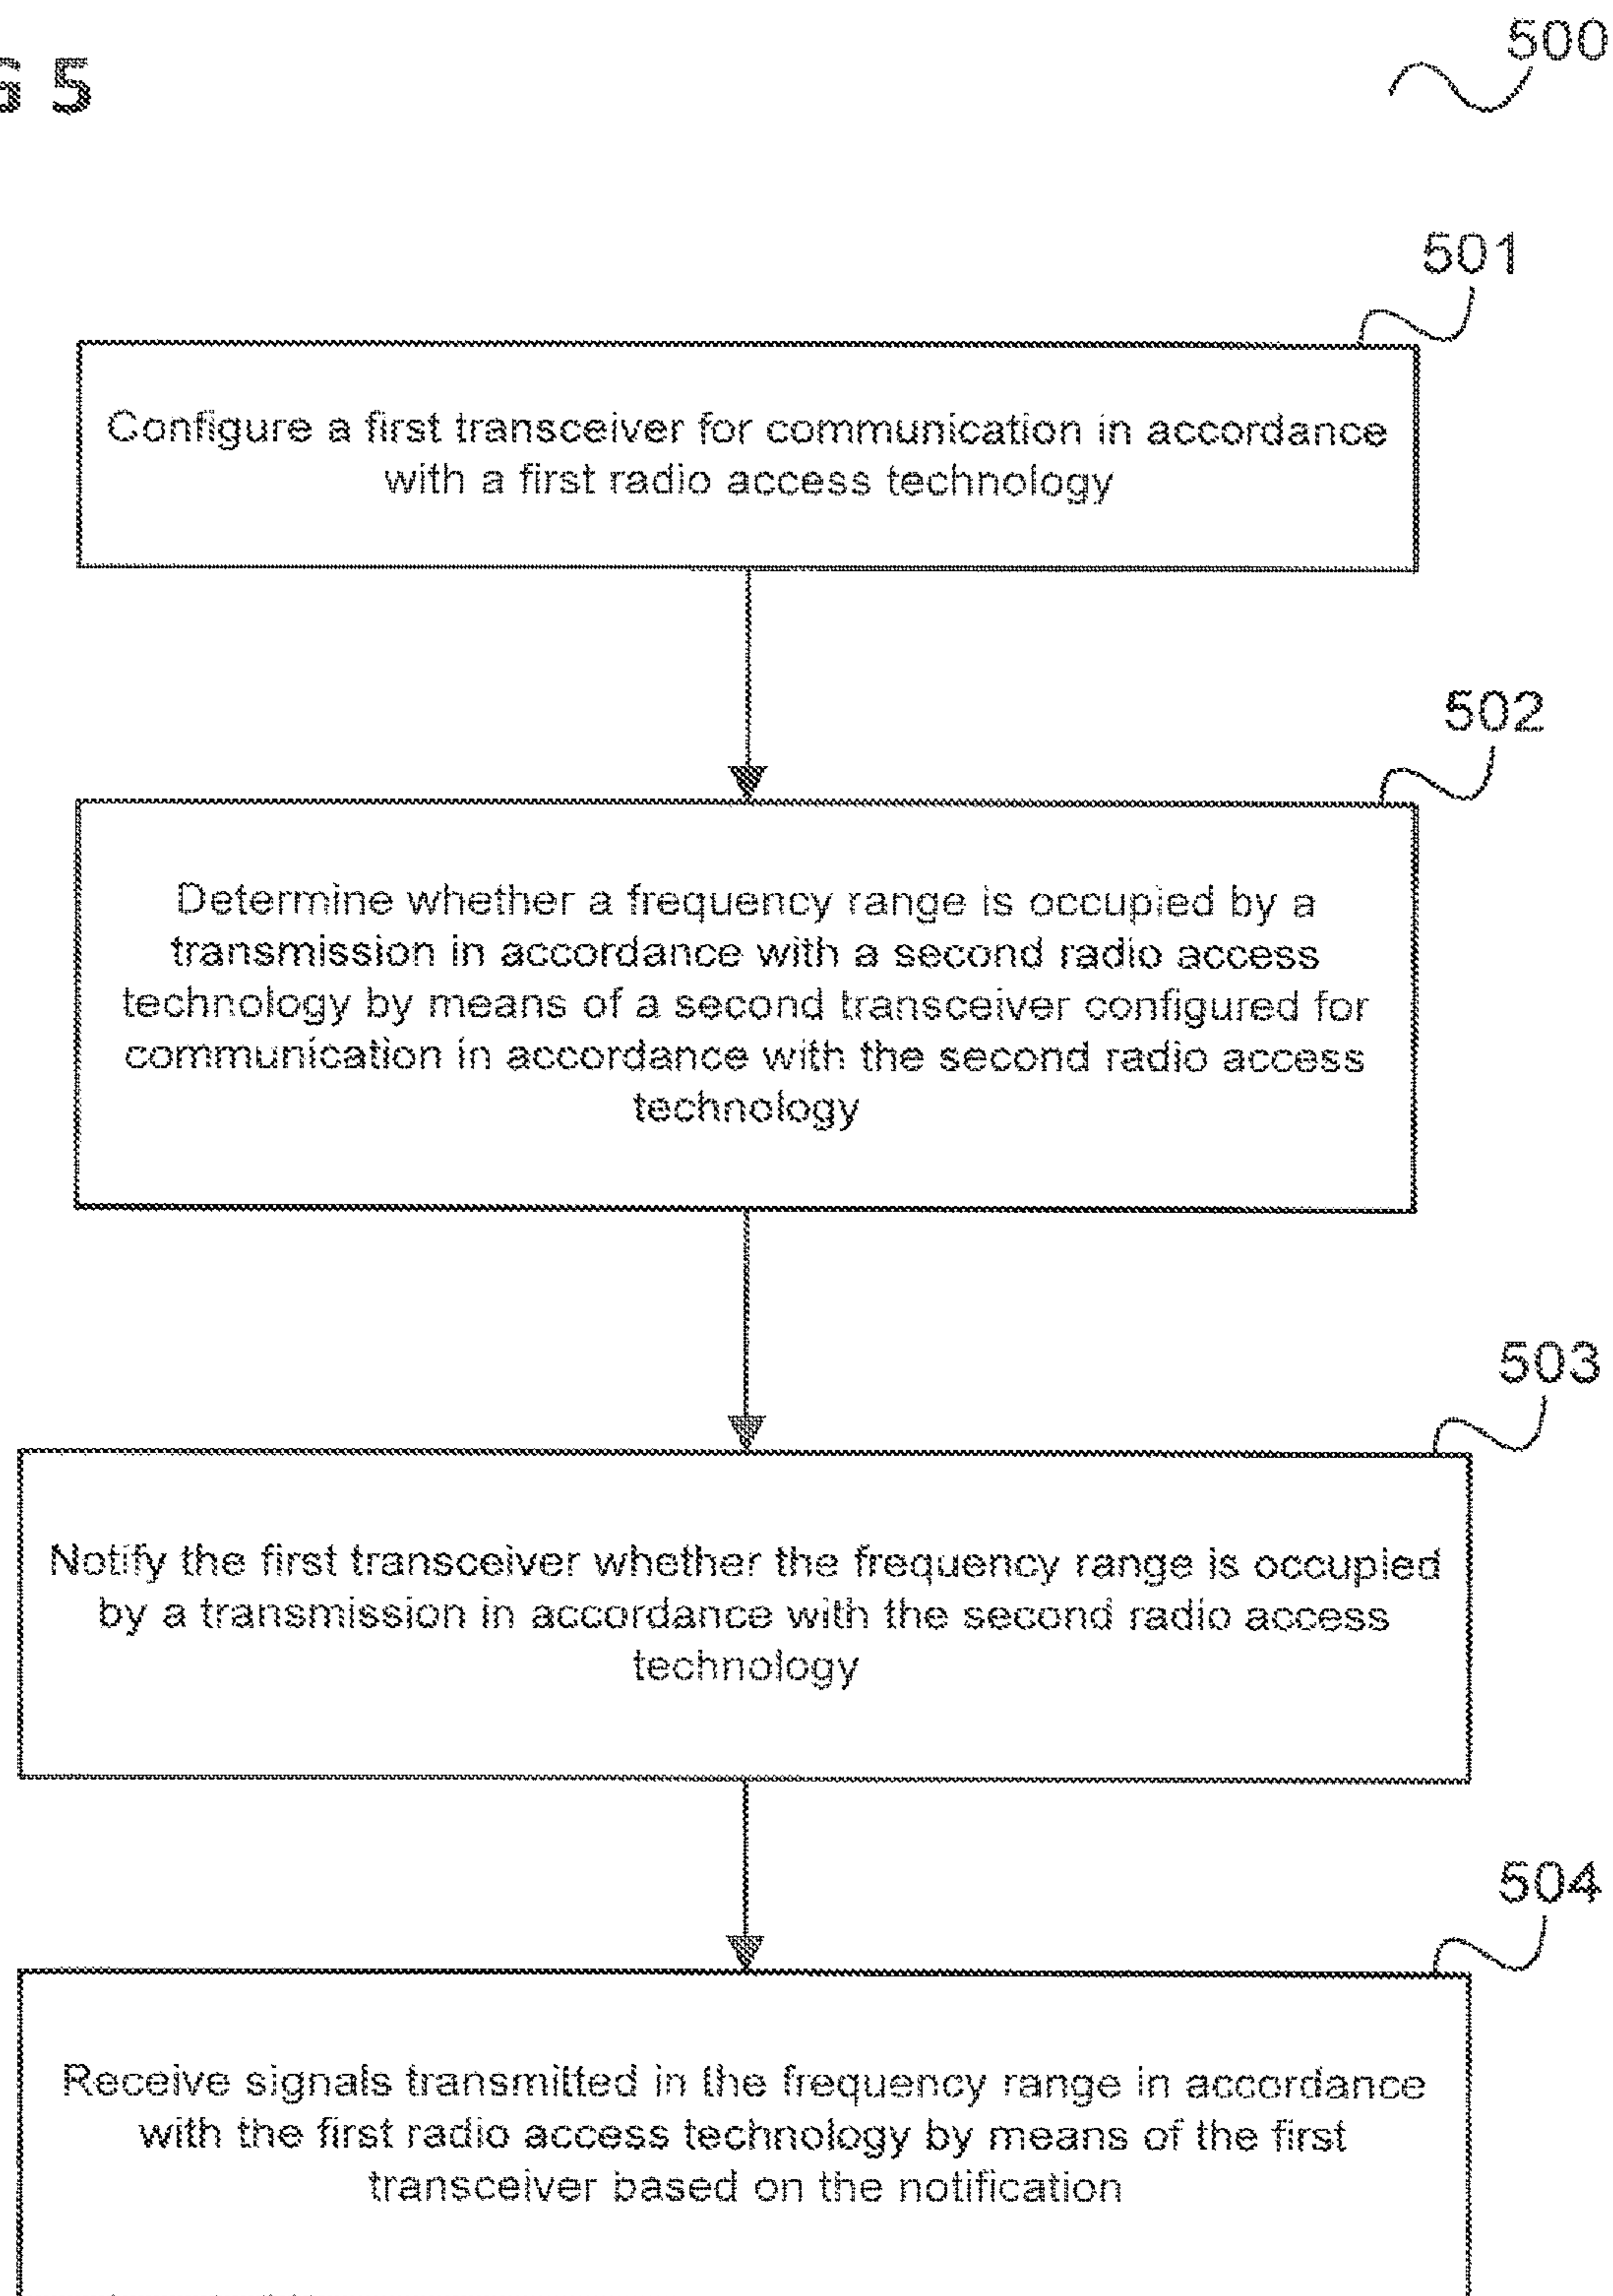 5
500
501
Configure a first transceiver for communication in accordance
with a first radio access technology
502
Determine whether a frequency range is occupied by a
transmission in accordance with a second radio access
technology by means of a second transceiver configured for
communication in accordance with the second radio access
technology
503
Notify the first transceiver whether the frequency range is occupied
by a transmission in accordance with the second radio access
technology
504
Receive signals transmitted in the frequency range in accordance
with the first radio access technology by means of the first
transceiver based on the notification